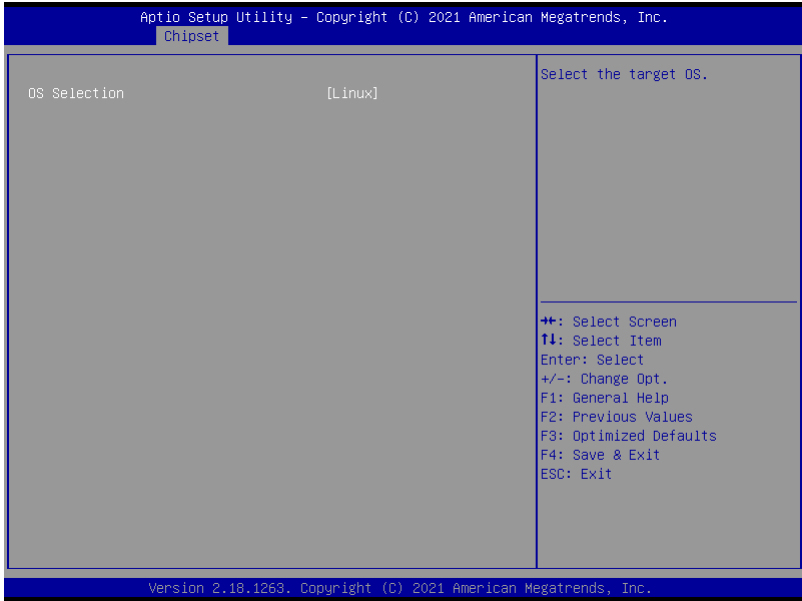 Aptio Setup Utility – Copyright (C) 2021 American Megatrends, Inc.
Chipset
OS Selection [Linux]
Select the target OS.
→←: Select Screen
↑↓: Select Item
Enter: Select
+/-: Change Opt.
F1: General Help
F2: Previous Values
F3: Optimized Defaults
F4: Save & Exit
ESC: Exit
Version 2.18.1263. Copyright (C) 2021 American Megatrends, Inc.